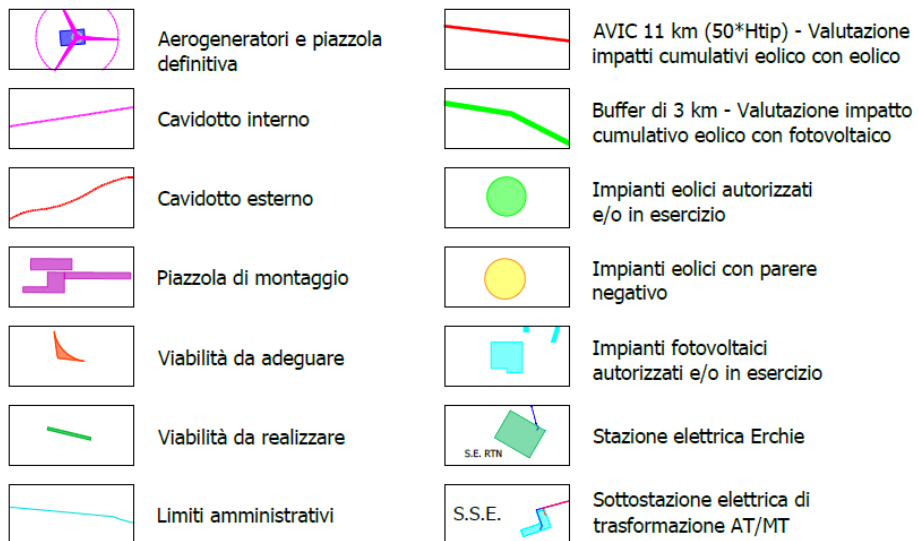 Aerogeneratori e piazzola
definitiva
Cavidotto interno
Cavidotto esterno
Piazzola di montaggio
Viabilità da adeguare
Viabilità da realizzare
Limiti amministrativi
AVIC 11 km (50*Htip) - Valutazione
impatti cumulativi eolico con eolico
Buffer di 3 km - Valutazione impatto
cumulativo eolico con fotovoltaico
Impianti eolici autorizzati
e/o in esercizio
Impianti eolici con parere
negativo
Impianti fotovoltaici
autorizzati e/o in esercizio
S.E. RTN
Stazione elettrica Erchie
S.S.E.
Sottostazione elettrica di
trasformazione AT/MT